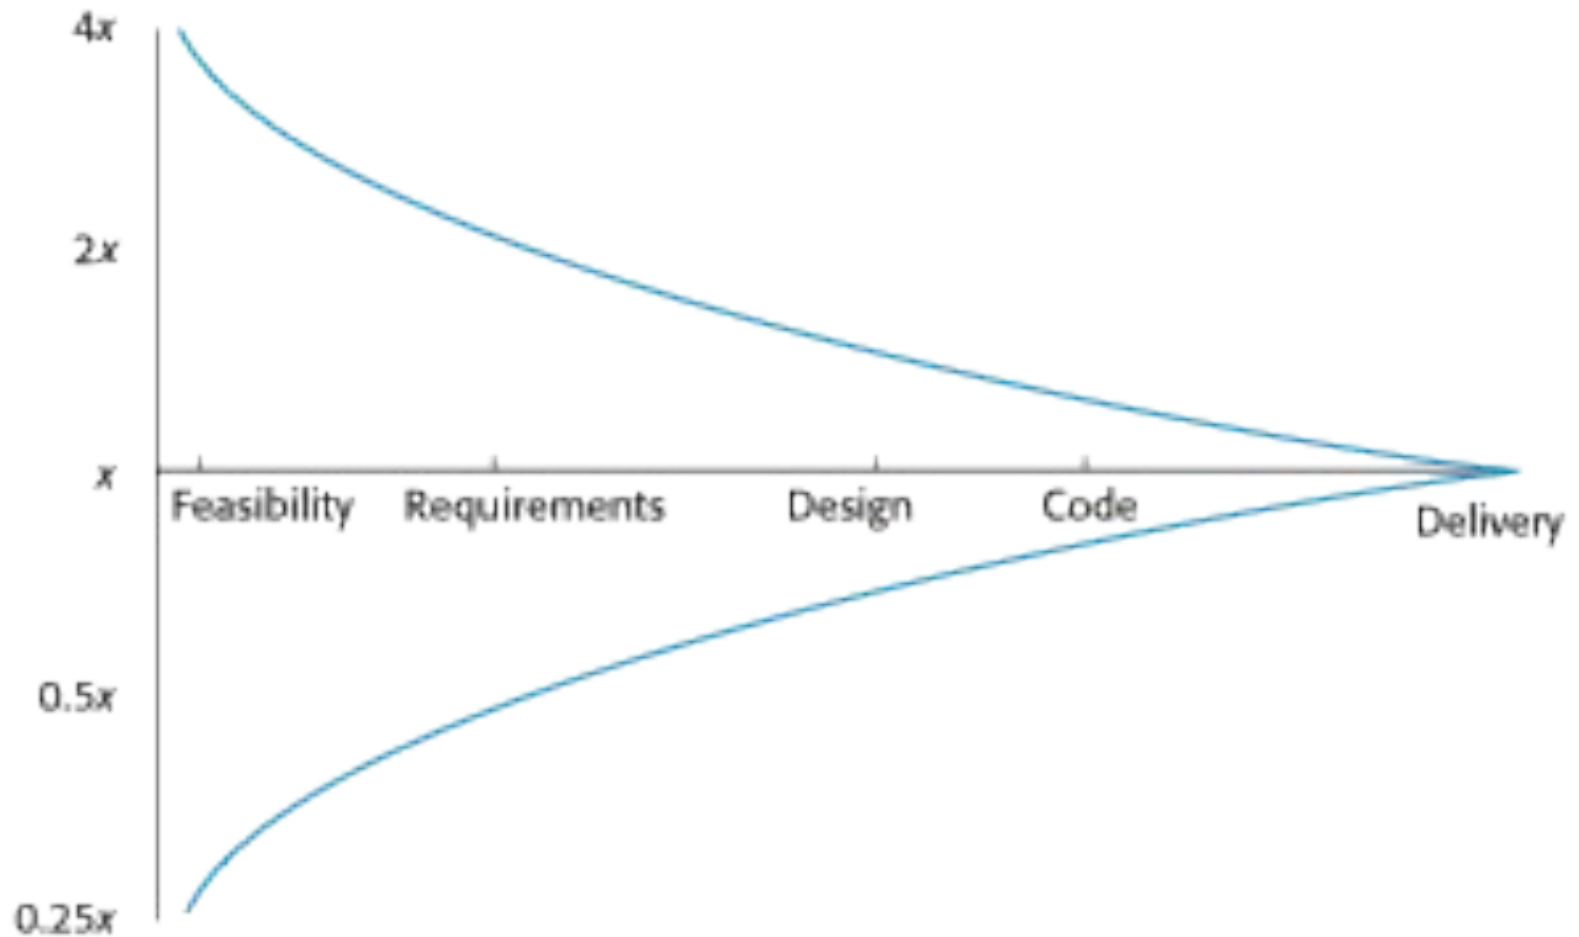 4x
2x
x
Feasibility Requirements Design Code Delivery
0.5x
0.25x